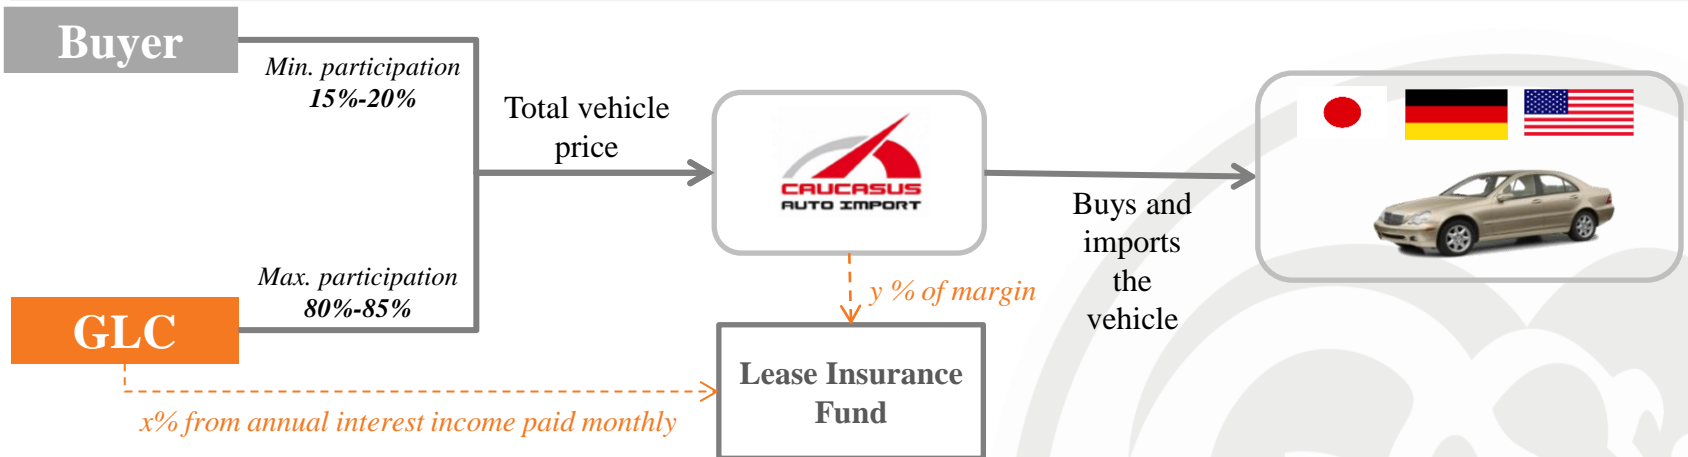 Buyer
Min. participation
15%-20%
Total vehicle
price
CAUCASUS
AUTO IMPORT
Buys and
imports
the
vehicle
Max. participation
80%-85%
GLC
y % of margin
Lease Insurance
Fund
x% from annual interest income paid monthly